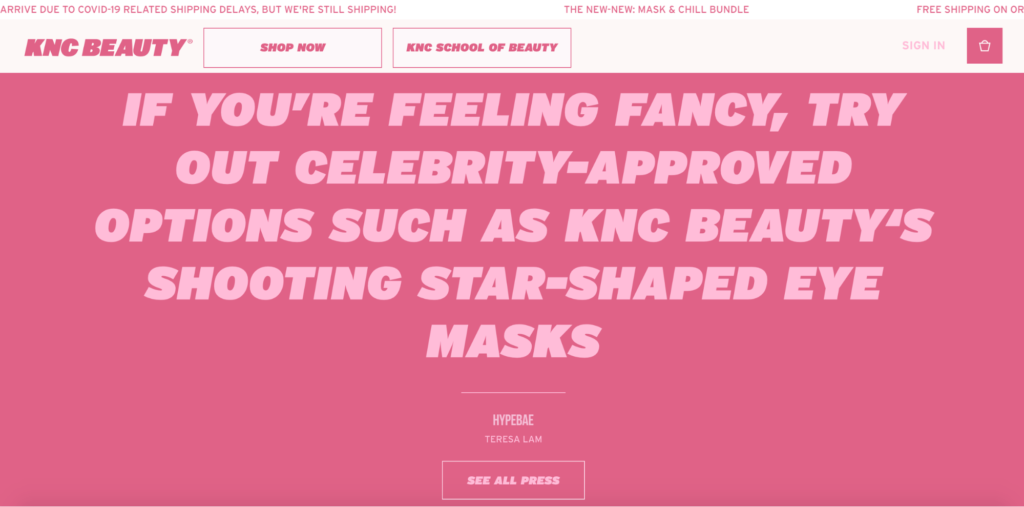 ARRIVE DUE TO COVID-19 RELATED SHIPPING DELAYS, BUT WE'RE STILL SHIPPING! THE NEW-NEW: MASK & CHILL BUNDLE FREE SHIPPING ON OR
KNC BEAUTY® SHOP NOW KNC SCHOOL OF BEAUTY SIGN IN
IF YOU'RE FEELING FANCY, TRY
OUT CELEBRITY-APPROVED
OPTIONS SUCH AS KNC BEAUTY‘S
SHOOTING STAR-SHAPED EYE
MASKS
HYPEBAE
TERESA LAM
SEE ALL PRESS